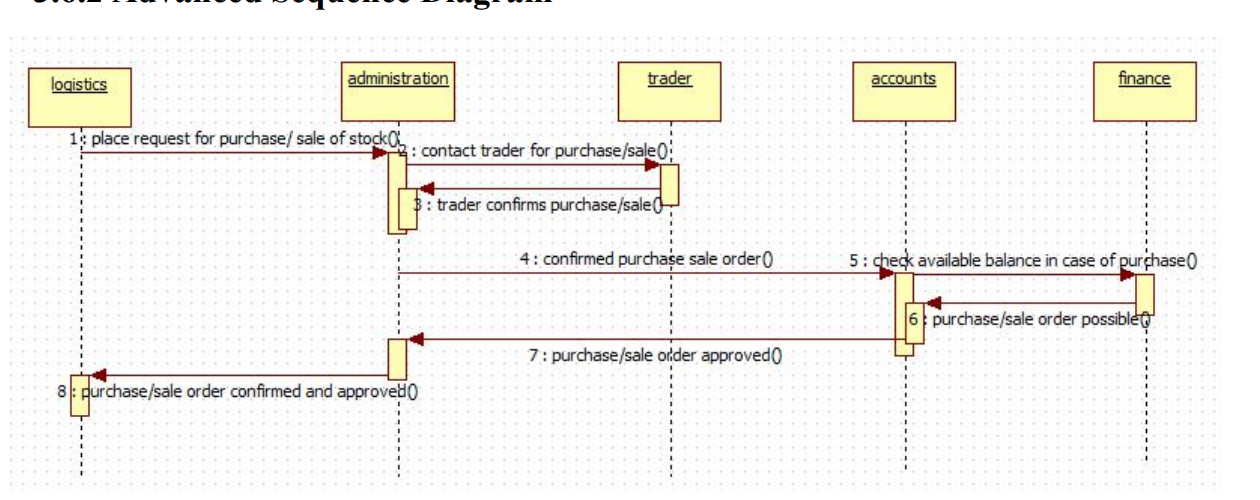 5.6.2 Advanced Sequence Diagram
logistics
administration
trader
accounts
finance
1 : place request for purchase/ sale of stock()
2 : contact trader for purchase/sale()
3 : trader confirms purchase/sale()
4 : confirmed purchase sale order()
5 : check available balance in case of purchase()
6 : purchase/sale order possible()
7 : purchase/sale order approved()
8 : purchase/sale order confirmed and approved()